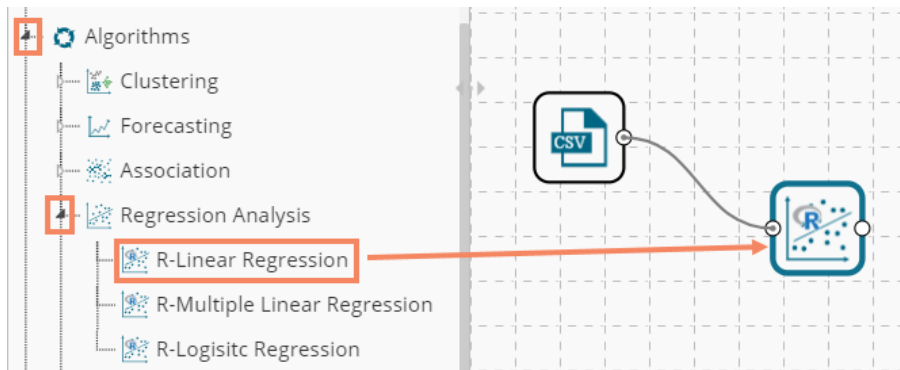 Algorithms
Clustering
Forecasting
Association
Regression Analysis
R-Linear Regression
R-Multiple Linear Regression
R-Logisitc Regression
CSV
R